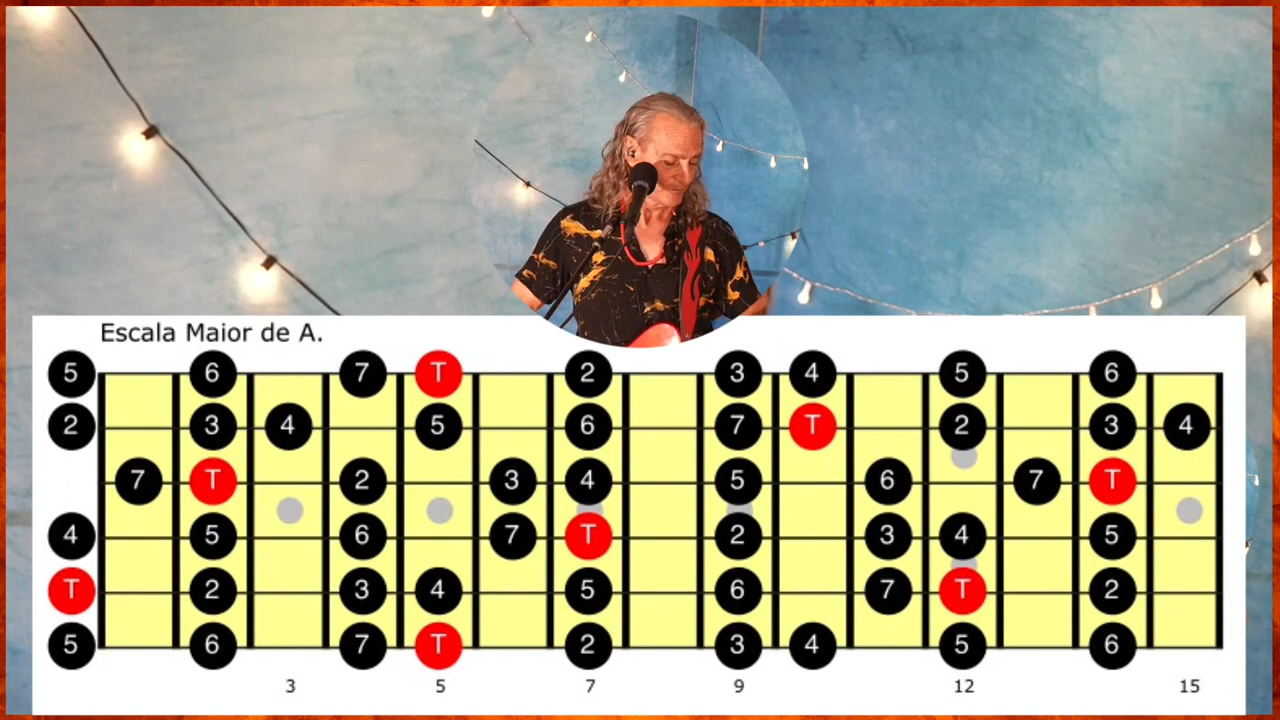 Escala Maior de A.
5 6 7 T 2 3 4 5 6
2 3 4 5 6 7 T 2 3 4
7 T 2 3 4 5 6 7 T
4 5 6 7 T 2 3 4 5
T 2 3 4 5 6 7 T 2
5 6 7 T 2 3 4 5 6
3 5 7 9 12 15